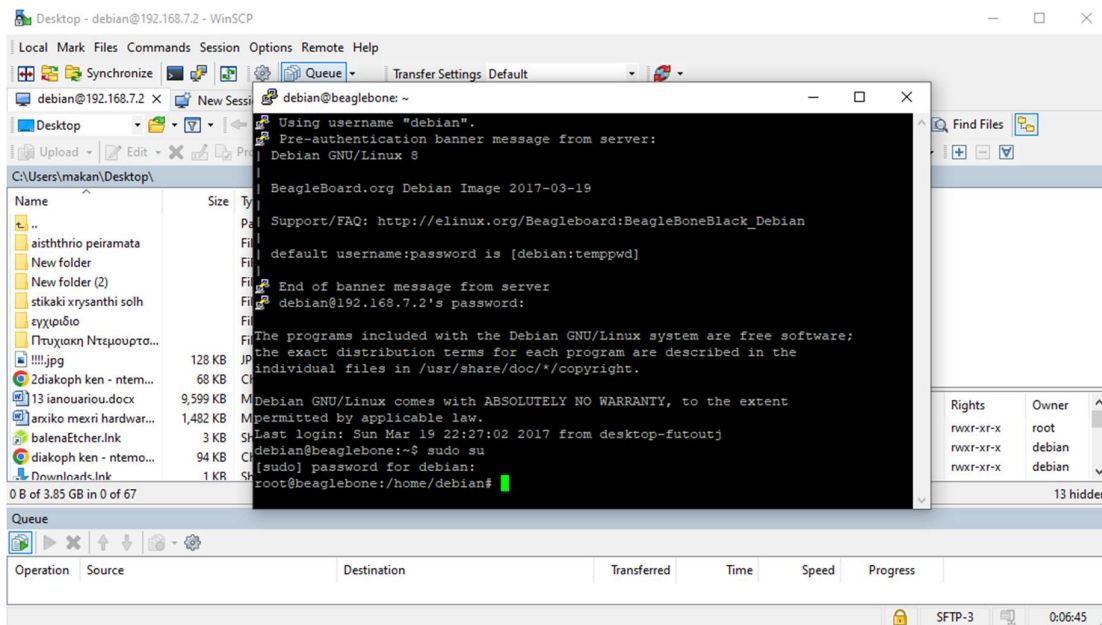 Desktop - debian@192.168.7.2 - WinSCP
Local Mark Files Commands Session Options Remote Help
Synchronize Queue Transfer Settings Default
debian@192.168.7.2 × New Sessi
Desktop
Find Files
Upload Edit
C:\Users\makan\Desktop\
Name Size Ty
..
aisththrio peiramata
New folder
New folder (2)
stikaki xrysanthi solh
εγχιριδιο
Πτυχιακη Ντεμουρτσ...
!!!!.jpg 128 KB JP
2diakoph ken - ntem... 68 KB
13 ianouariou.docx 9,599 KB
arxiko mexri hardwar... 1,482 KB
balenaEtcher.lnk 3 KB
diakoph ken - ntemo... 94 KB
Downloads.lnk 1 KB
0 B of 3.85 GB in 0 of 67
debian@beaglebone: ~
Using username "debian".
Pre-authentication banner message from server:
| Debian GNU/Linux 8
|
| BeagleBoard.org Debian Image 2017-03-19
|
| Support/FAQ: http://elinux.org/Beagleboard:BeagleBoneBlack_Debian
|
| default username:password is [debian:temppwd]
|
End of banner message from server
debian@192.168.7.2's password:
The programs included with the Debian GNU/Linux system are free software;
the exact distribution terms for each program are described in the
individual files in /usr/share/doc/*/copyright.
Debian GNU/Linux comes with ABSOLUTELY NO WARRANTY, to the extent
permitted by applicable law.
Last login: Sun Mar 19 22:27:02 2017 from desktop-futoutj
debian@beaglebone:~$ sudo su
[sudo] password for debian:
root@beaglebone:/home/debian#
Rights Owner
rwxr-xr-x root
rwxr-xr-x debian
rwxr-xr-x debian
13 hidden
Queue
Operation Source Destination Transferred Time Speed Progress
SFTP-3 0:06:45